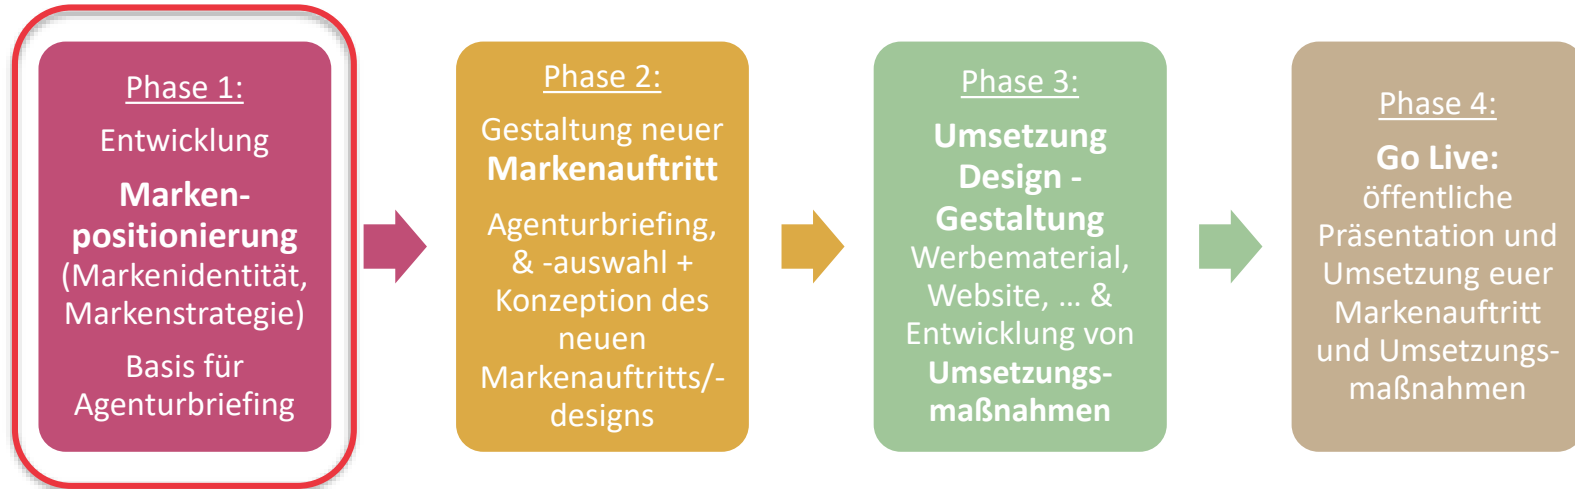 Phase 1:
Entwicklung
Marken-
positionierung
(Markenidentität,
Markenstrategie)
Basis für
Agenturbriefing
Phase 2:
Gestaltung neuer
Markenauftritt
Agenturbriefing,
& -auswahl +
Konzeption des
neuen
Markenauftritts/-
designs
Phase 3:
Umsetzung
Design -
Gestaltung
Werbematerial,
Website, ... &
Entwicklung von
Umsetzungs-
maßnahmen
Phase 4:
Go Live:
öffentliche
Präsentation und
Umsetzung euer
Markenauftritt
und Umsetzungs-
maßnahmen